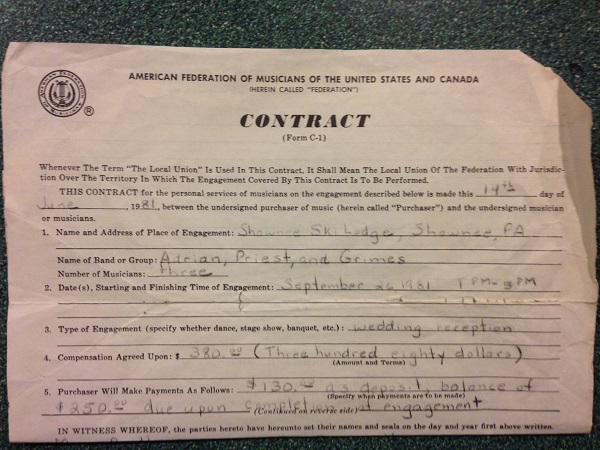 AMERICAN FEDERATION OF MUSICIANS OF THE UNITED STATES AND CANADA
(HEREIN CALLED "FEDERATION")
®
CONTRACT
(Form C-1)
Whenever The Term "The Local Union" Is Used In This Contract, It Shall Mean The Local Union Of The Federation With Jurisdic-
tion Over The Territory In Which The Engagement Covered By This Contract Is To Be Performed.
THIS CONTRACT for the personal services of musicians on the engagement described below is made this 14th day of
June, 1981, between the undersigned purchaser of music (herein called "Purchaser") and the undersigned musician
or musicians.
1. Name and Address of Place of Engagement: Shawnee Ski Lodge, Shawnee, PA
Name of Band or Group: Adrian, Priest, and Grimes
Number of Musicians: three
2. Date(s), Starting and Finishing Time of Engagement: September 26, 1981 1 PM-5PM
3. Type of Engagement (specify whether dance, stage show, banquet, etc.): wedding reception
4. Compensation Agreed Upon: $ 380.00 (Three hundred eighty dollars)
(Amount and Terms)
5. Purchaser Will Make Payments As Follows: $130.00 as deposit, balance of
(Specify when payments are to be made)
$250.00 due upon completion of engagement
(Continued on reverse side)
IN WITNESS WHEREOF, the parties hereto have hereunto set their names and seals on the day and year first above written.